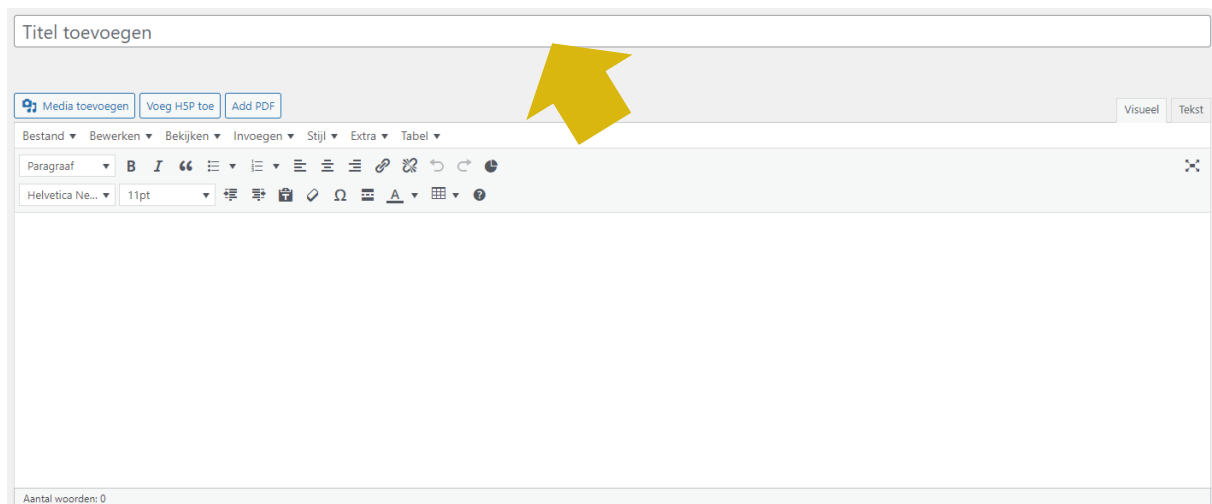 Titel toevoegen
Media toevoegen Voeg H5P toe Add PDF
Visueel Tekst
Bestand Bewerken Bekijken Invoegen Stijl Extra Tabel
Paragraaf B I
Helvetica Ne... 11pt Ω A
Aantal woorden: 0